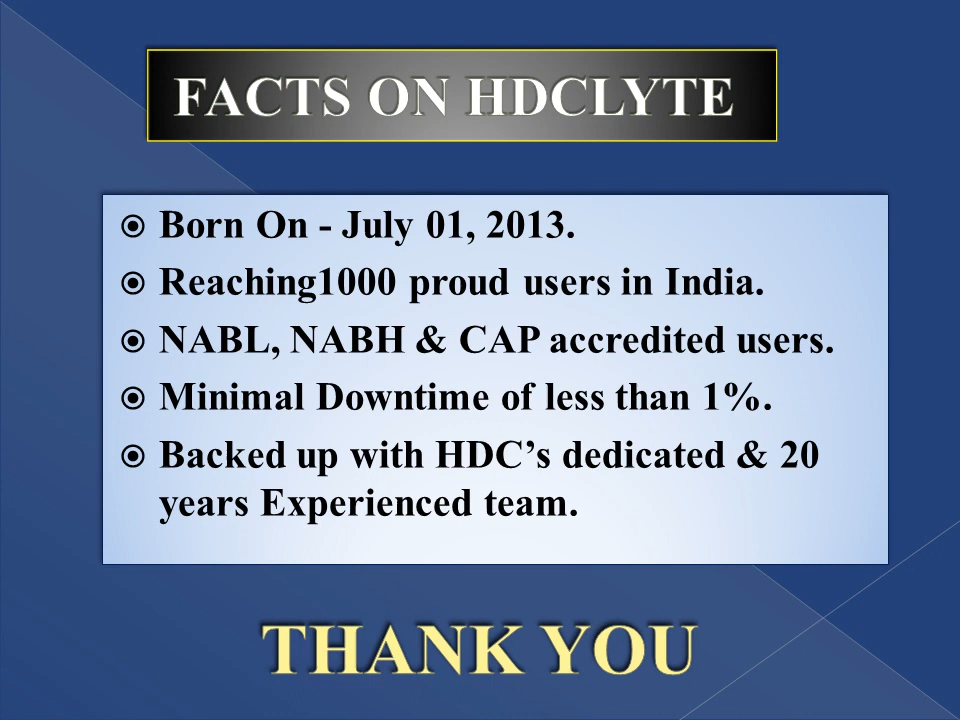 FACTS ON HDCLYTE
Born On - July 01, 2013.
Reaching1000 proud users in India.
NABL, NABH & CAP accredited users.
Minimal Downtime of less than 1%.
Backed up with HDC’s dedicated & 20
years Experienced team.
THANK YOU